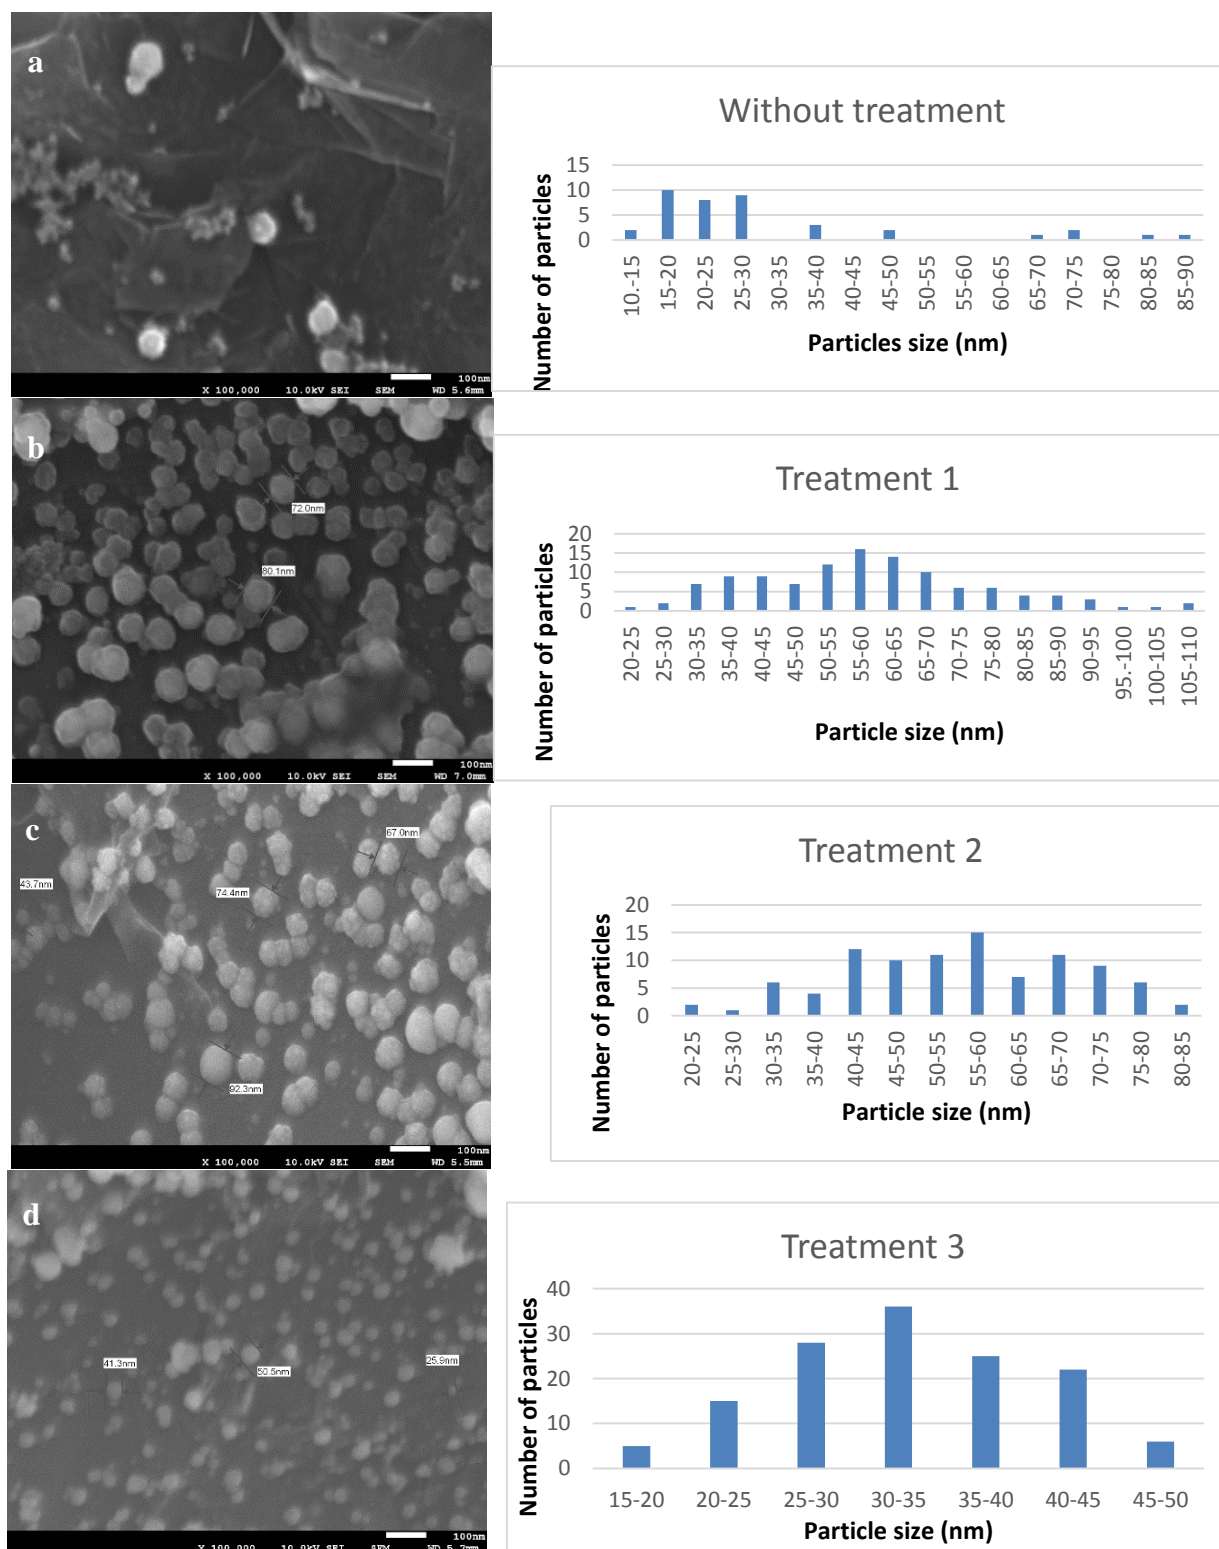 a
100nm
X 100,000 10.0kV SEI SEM WD 5.6mm
Without treatment
Number of particles
15
10
5
0
10.-15 15-20 20-25 25-30 30-35 35-40 40-45 45-50 50-55 55-60 60-65 65-70 70-75 75-80 80-85 85-90
Particles size (nm)
b
72.0nm
80.1nm
100nm
X 100,000 10.0kV SEI SEM WD 7.0mm
Treatment 1
Number of particles
20
15
10
5
0
20-25 25-30 30-35 35-40 40-45 45-50 50-55 55-60 60-65 65-70 70-75 75-80 80-85 85-90 90-95 95.-100 100-105 105-110
Particle size (nm)
c
67.0nm
43.7nm
74.4nm
92.3nm
100nm
X 100,000 10.0kV SEI SEM WD 5.5mm
Treatment 2
Number of particles
20
15
10
5
0
20-25 25-30 30-35 35-40 40-45 45-50 50-55 55-60 60-65 65-70 70-75 75-80 80-85
Particle size (nm)
d
41.3nm
50.5nm
25.9nm
100nm
X 100,000 10.0kV SEI SEM WD 5.7mm
Treatment 3
Number of particles
40
30
20
10
0
15-20 20-25 25-30 30-35 35-40 40-45 45-50
Particle size (nm)